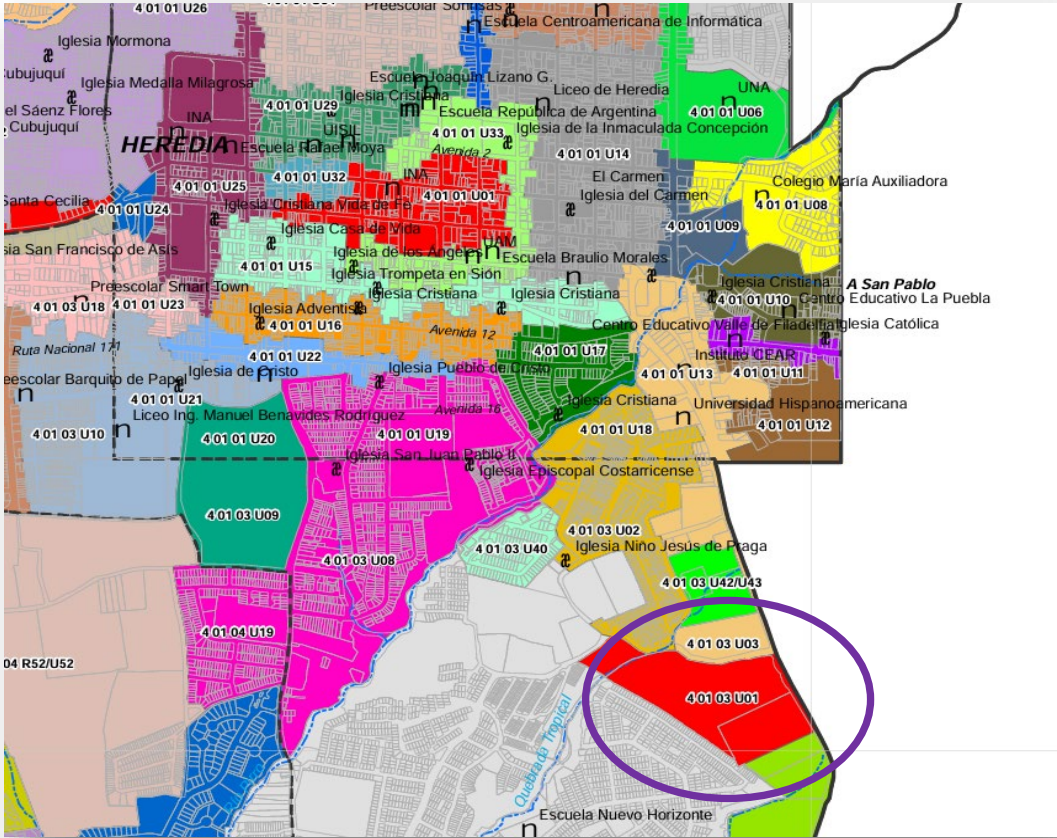 4 01 01 U26
Preescolar Sonrisas
Escuela Centroamericana de Informática
Iglesia Mormona
Cubujuquí
Iglesia Medalla Milagrosa
Escuela Joaquín Lizano G.
Liceo de Heredia
UNA
4 01 01 U29
Iglesia Cristiana
4 01 01 U06
el Sáenz Flores
INA
Escuela República de Argentina
Cubujuquí
UISIL
4 01 01 U33
Iglesia de la Inmaculada Concepción
HEREDIA
Escuela Rafael Moya
Avenida 2
4 01 01 U14
4 01 01 U32
INA
El Carmen
Colegio María Auxiliadora
4 01 01 U25
4 01 01 U01
Iglesia del Carmen
4 01 01 U08
Santa Cecilia
4 01 01 U24
Iglesia Cristiana Vida de Fe
Iglesia Casa de Vida
4 01 01 U09
sia San Francisco de Asís
Iglesia de los Ángeles
UAM
4 01 01 U15
Iglesia Trompeta en Sión
Escuela Braulio Morales
Preescolar Smart Town
Iglesia Cristiana
Iglesia Cristiana
Iglesia Cristiana
A San Pablo
4 01 03 U18
4 01 01 U23
Iglesia Adventista
4 01 01 U10
Centro Educativo La Puebla
4 01 01 U16
Avenida 12
Centro Educativo Valle de Filadelfia
Iglesia Católica
Ruta Nacional 171
4 01 01 U22
4 01 01 U17
Instituto CEAR
Iglesia de Cristo
Iglesia Pueblo de Cristo
4 01 01 U13
4 01 01 U11
reescolar Barquito de Papel
4 01 01 U21
Liceo Ing. Manuel Benavides Rodríguez
Avenida 16
Iglesia Cristiana
Universidad Hispanoamericana
4 01 03 U10
4 01 01 U20
4 01 01 U19
4 01 01 U18
4 01 01 U12
Iglesia San Juan Pablo II
Iglesia Episcopal Costarricense
4 01 03 U09
4 01 03 U02
4 01 03 U08
4 01 03 U40
Iglesia Niño Jesús de Praga
4 01 03 U42/U43
4 01 04 U19
4 01 03 U03
04 R52/U52
4 01 03 U01
Quebrada Tropical
Escuela Nuevo Horizonte